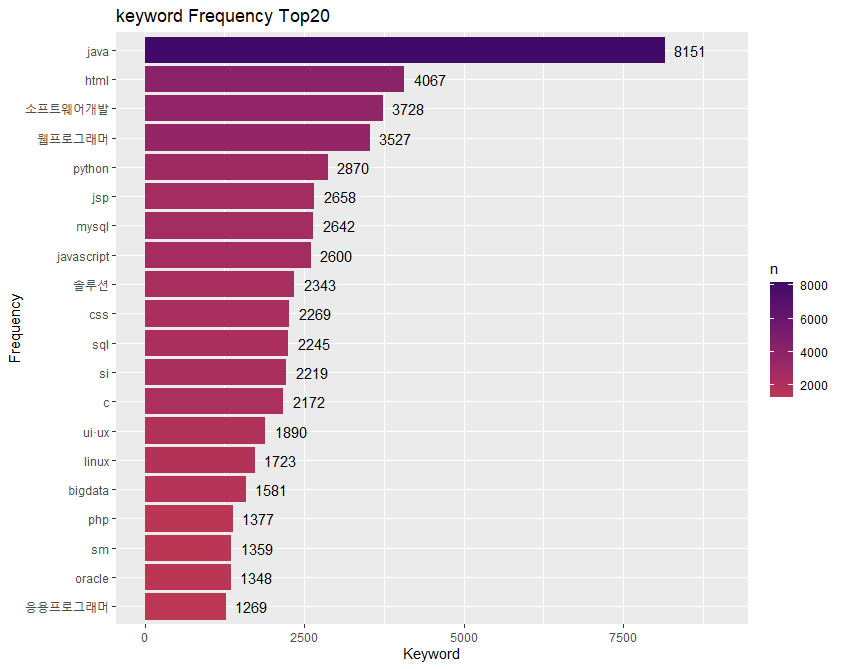 keyword Frequency Top20
java 8151
html 4067
소프트웨어개발 3728
웹프로그래머 3527
python 2870
jsp 2658
mysql 2642
javascript 2600
솔루션 2343
css 2269
sql 2245
si 2219
c 2172
ui·ux 1890
linux 1723
bigdata 1581
php 1377
sm 1359
oracle 1348
응용프로그래머 1269
0 2500 5000 7500
Keyword
Frequency
n
8000
6000
4000
2000